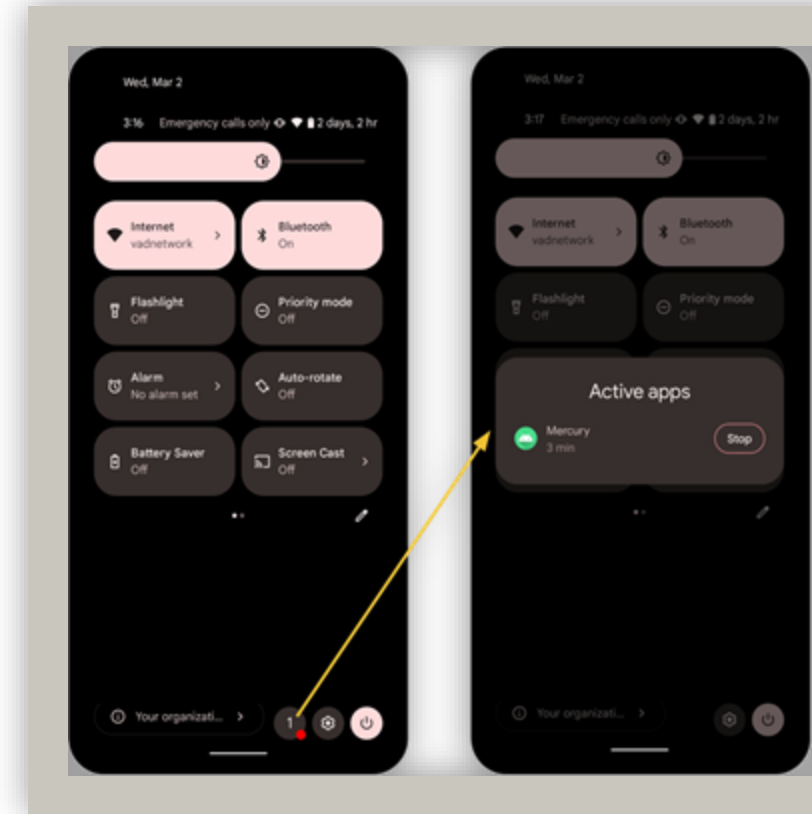 Wed, Mar 2
3:16 Emergency calls only 2 days, 2 hr
Internet
vadnetwork
Bluetooth
On
Flashlight
Off
Priority mode
Off
Alarm
No alarm set
Auto-rotate
Off
Battery Saver
Off
Screen Cast
Off
Your organizati...
1
Wed, Mar 2
3:17 Emergency calls only 2 days, 2 hr
Internet
vadnetwork
Bluetooth
On
Flashlight
Off
Priority mode
Off
Active apps
Mercury
3 min
Stop
Your organizati...